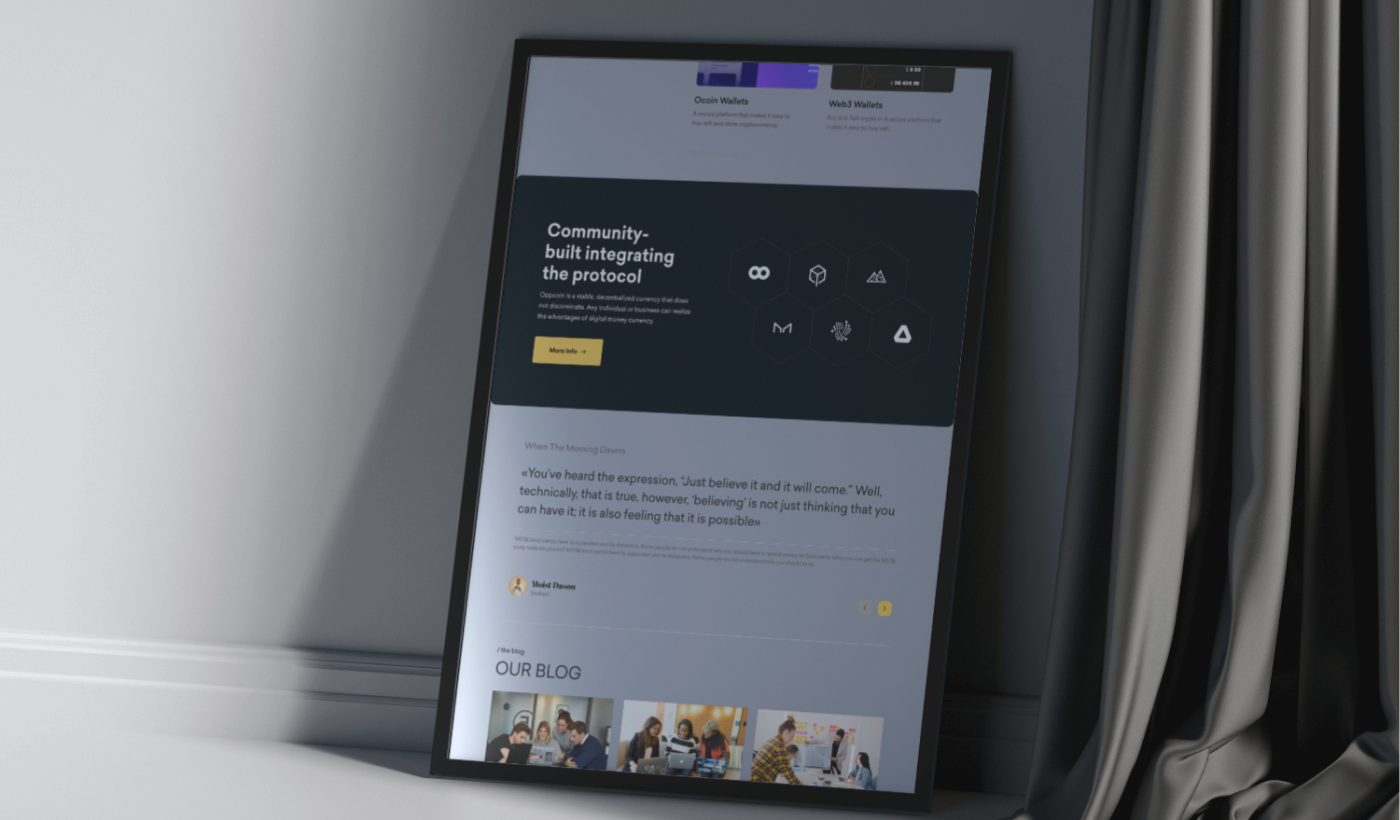 $ 8.89
Ocoin Wallets
Web3 Wallets
A secure platform that makes it easy to
buy sell, and store cryptocurrency.
Buy and Sell crypto in A secure platform that
makes it easy to buy sell.
Community-
built integrating
the protocol
is a stable, decentralized currency that does
not discriminate. Any individual or business can realize
the advantages of digital money currency.
More Info →
When The Morning Dawns
«You've heard the expression, "Just believe it and it will come." Well,
technically, that is true, however, 'believing' is not just thinking that you
can have it; it is also feeling that it is possible»
Moist Dason
/ the blog
OUR BLOG